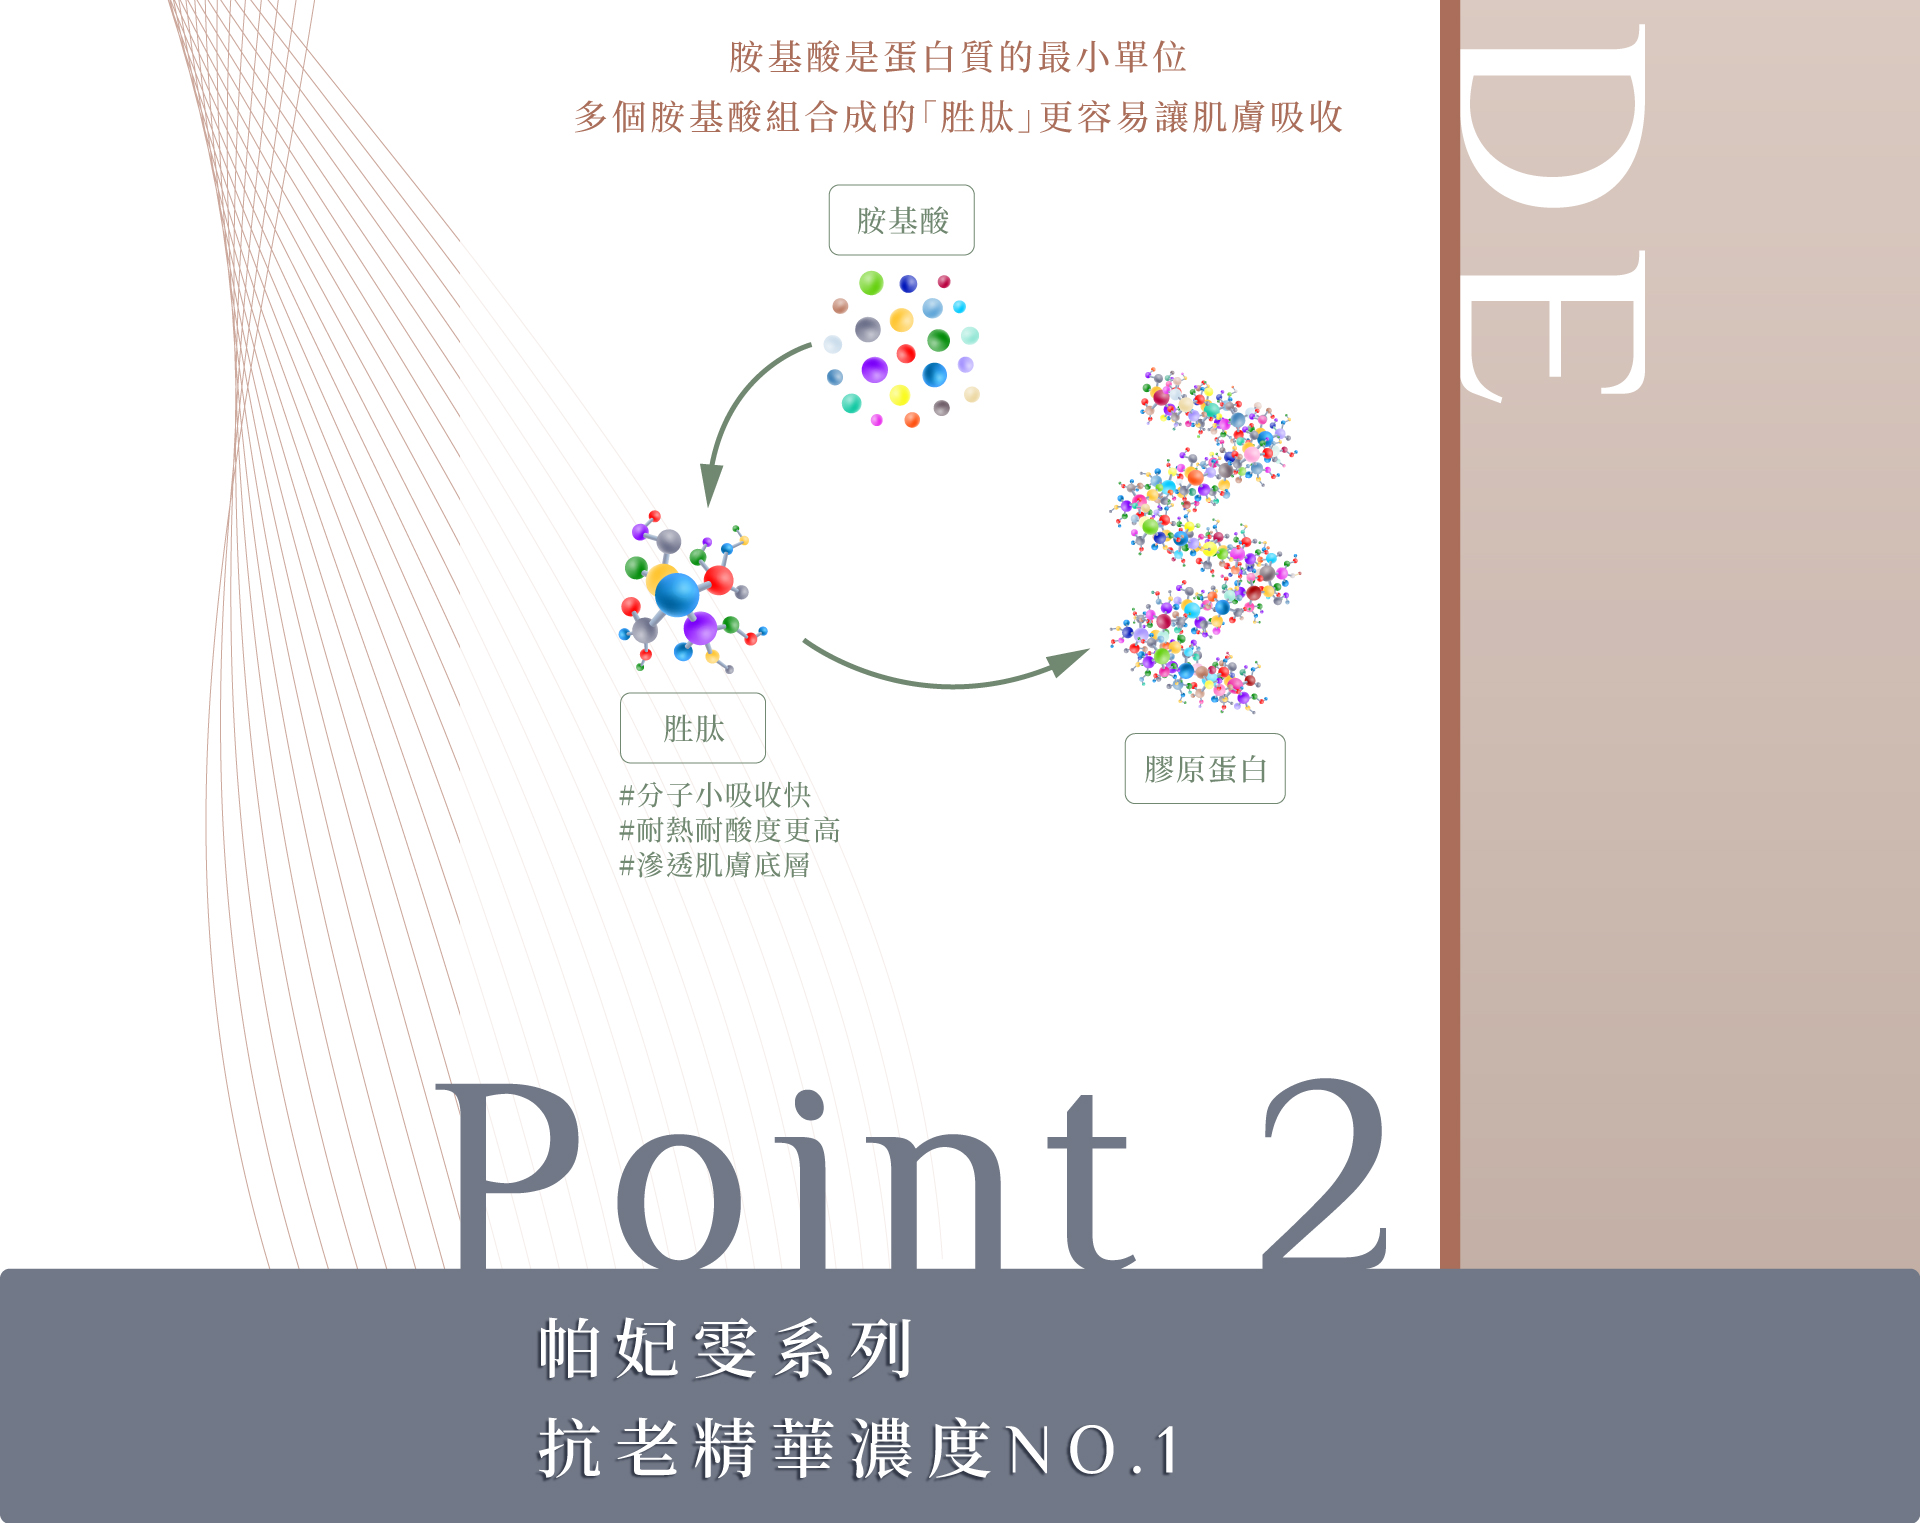 胺基酸是蛋白質的最小單位
多個胺基酸組合成的「胜肽」更容易讓肌膚吸收
胺基酸
胜肽
#分子小吸收快
#耐熱耐酸度更高
#滲透肌膚底層
膠原蛋白
DE
Point 2
帕妃雯系列
抗老精華濃度NO.1